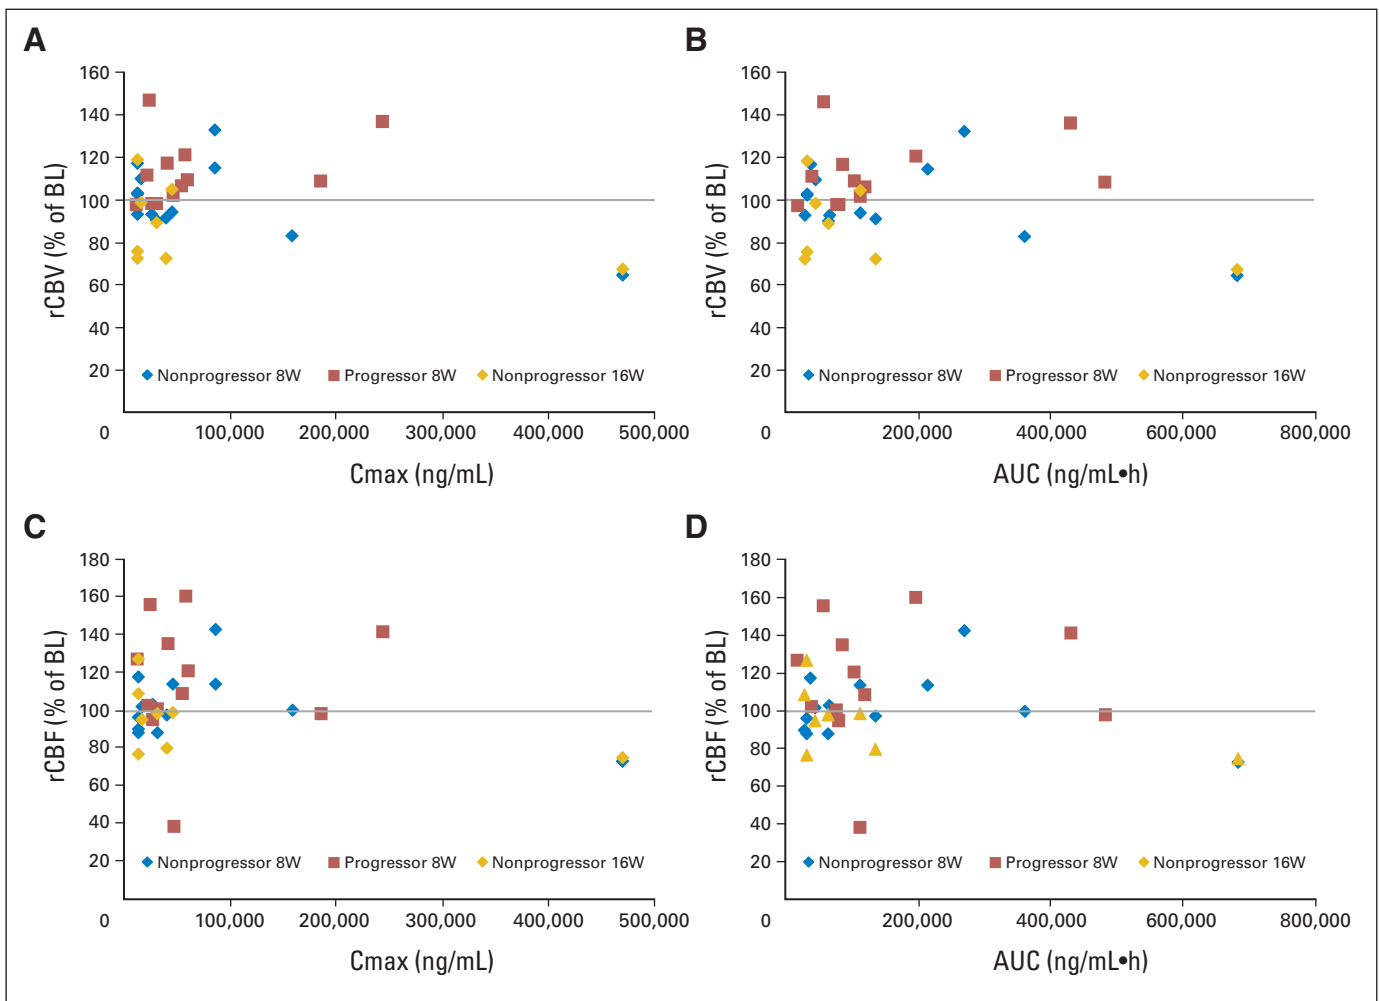 A
160
140
120
100
80
60
40
20
0
rCBV (% of BL)
Nonprogressor 8W Progressor 8W Nonprogressor 16W
100,000 200,000 300,000 400,000 500,000
Cmax (ng/mL)
B
160
140
120
100
80
60
40
20
0
rCBV (% of BL)
Nonprogressor 8W Progressor 8W Nonprogressor 16W
200,000 400,000 600,000 800,000
AUC (ng/mL•h)
C
180
160
140
120
100
80
60
40
20
0
rCBF (% of BL)
Nonprogressor 8W Progressor 8W Nonprogressor 16W
100,000 200,000 300,000 400,000 500,000
Cmax (ng/mL)
D
180
160
140
120
100
80
60
40
20
0
rCBF (% of BL)
Nonprogressor 8W Progressor 8W Nonprogressor 16W
200,000 400,000 600,000 800,000
AUC (ng/mL•h)